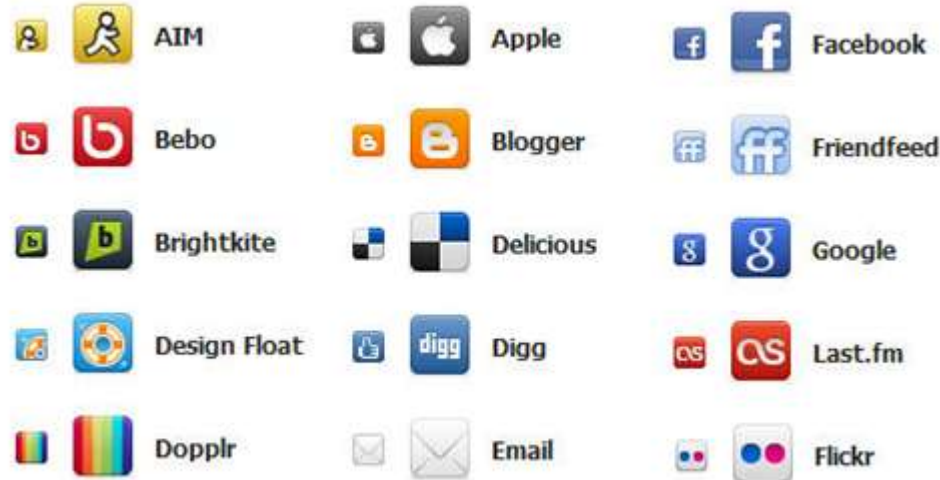 AIM
Apple
Facebook
Bebo
Blogger
Friendfeed
Brightkite
Delicious
Google
Design Float
digg
Digg
Last.fm
Dopplr
Email
Flickr